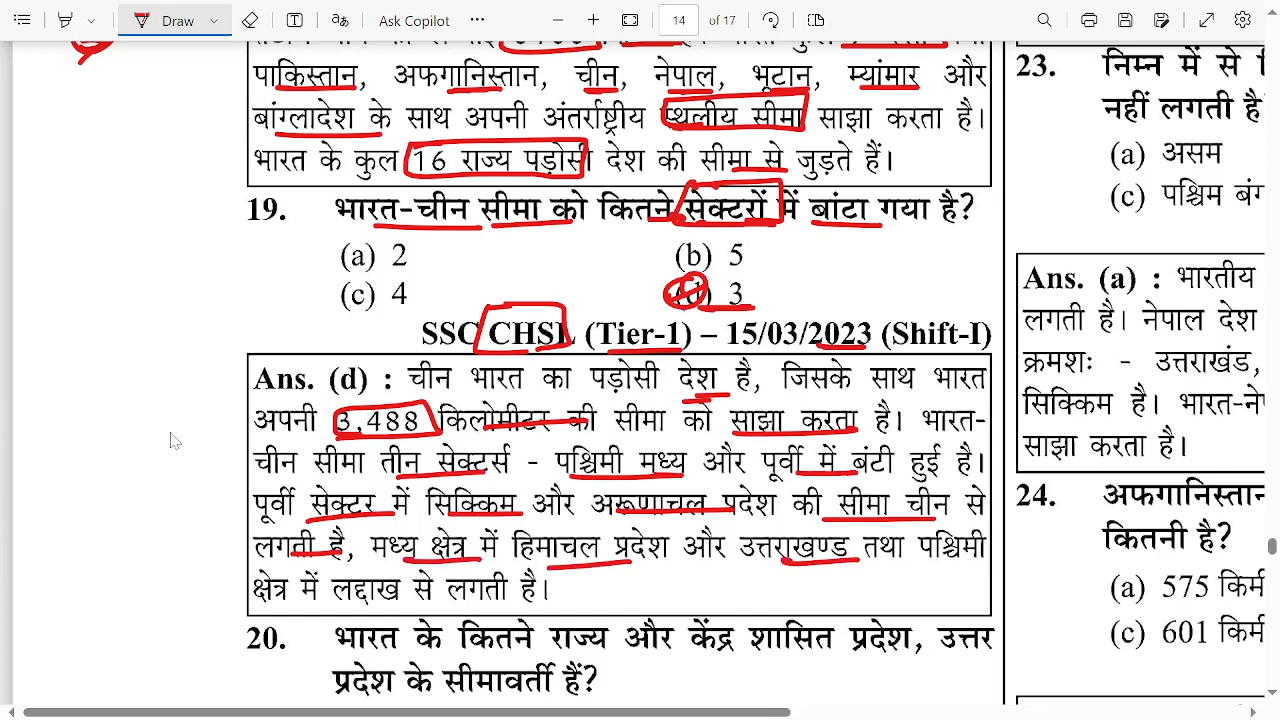 Draw
aあ
Ask Copilot
14 of 17
पाकिस्तान, अफगानिस्तान, चीन, नेपाल, भूटान, म्यांमार और
बांग्लादेश के साथ अपनी अंतर्राष्ट्रीय स्थलीय सीमा साझा करता है।
भारत के कुल 16 राज्य पड़ोसी देश की सीमा से जुड़ते हैं।
19. भारत-चीन सीमा को कितने सेक्टरों में बांटा गया है?
(a) 2 (b) 5
(c) 4 (d) 3
SSC CHSL (Tier-1) – 15/03/2023 (Shift-I)
Ans. (d) : चीन भारत का पड़ोसी देश है, जिसके साथ भारत
अपनी 3,488 किलोमीटर की सीमा को साझा करता है। भारत-
चीन सीमा तीन सेक्टर्स - पश्चिमी मध्य और पूर्वी में बंटी हुई है।
पूर्वी सेक्टर में सिक्किम और अरूणाचल प्रदेश की सीमा चीन से
लगती है, मध्य क्षेत्र में हिमाचल प्रदेश और उत्तराखण्ड तथा पश्चिमी
क्षेत्र में लद्दाख से लगती है।
20. भारत के कितने राज्य और केंद्र शासित प्रदेश, उत्तर
प्रदेश के सीमावर्ती हैं?
23. निम्न में से
नहीं लगती है
(a) असम
(c) पश्चिम
Ans. (a) : भारतीय
लगती है। नेपाल देश
क्रमशः - उत्तराखंड,
सिक्किम है। भारत-ने
साझा करता है।
24. अफगानिस्तान
कितनी है?
(a) 575 किमी
(c) 601 किमी